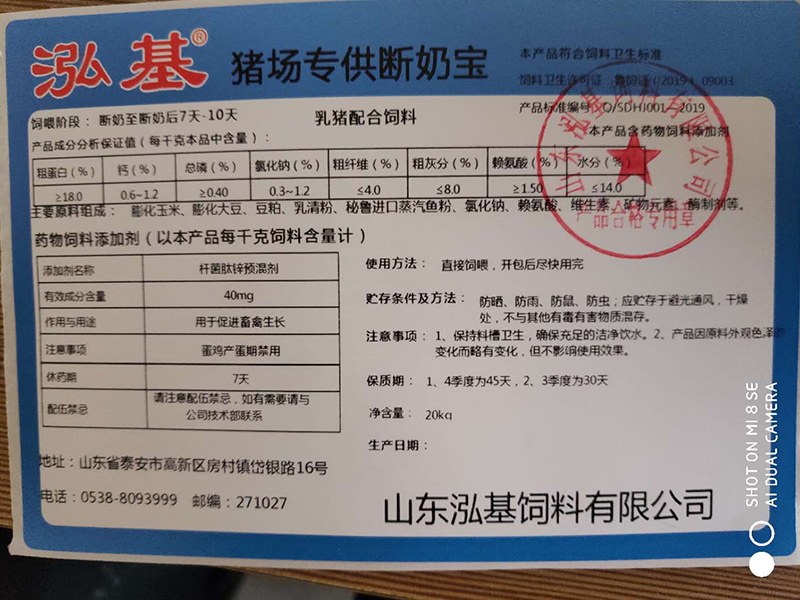 泓基®
猪场专供断奶宝
本产品符合饲料卫生标准
饲料卫生许可证
2019
09003
产品标准编号
Q/SDHJ001
2019
本产品含药物饲料添加剂
饲喂阶段： 断奶至断奶后7天-10天
乳猪配合饲料
产品成分分析保证值（每千克本品中含量）：
粗蛋白（%） 钙（%） 总磷（%） 氯化钠（%） 粗纤维（%） 粗灰分（%） 赖氨酸（%） 水分（%）
≥18.0 0.6~1.2 ≥0.40 0.3~1.2 ≤4.0 ≤8.0 ≥1.50 ≤14.0
主要原料组成： 膨化玉米、膨化大豆、豆粕、乳清粉、秘鲁进口蒸汽鱼粉、氯化钠、赖氨酸、维生素、矿物元素、酶制剂等。
山东泓基饲料有限公司
产品合格专用章
药物饲料添加剂（以本产品每千克饲料含量计）
添加剂名称 杆菌肽锌预混剂
有效成分含量 40mg
作用与用途 用于促进畜禽生长
注意事项 蛋鸡产蛋期禁用
休药期 7天
配伍禁忌 请注意配伍禁忌，如有需要请与
公司技术部联系
使用方法： 直接饲喂，开包后尽快用完
贮存条件及方法： 防晒、防雨、防鼠、防虫；应贮存于避光通风，干燥
处，不与其他有毒有害物质混存。
注意事项： 1、保持料槽卫生，确保充足的洁净饮水。2、产品因原料外观色泽
变化而略有变化，但不影响使用效果。
保质期： 1、4季度为45天，2、3季度为30天
净含量： 20kg
生产日期：
地址：山东省泰安市高新区房村镇岱银路16号
电话：0538-8093999 邮编：271027
山东泓基饲料有限公司
SHOT ON MI 8 SE
AI DUAL CAMERA